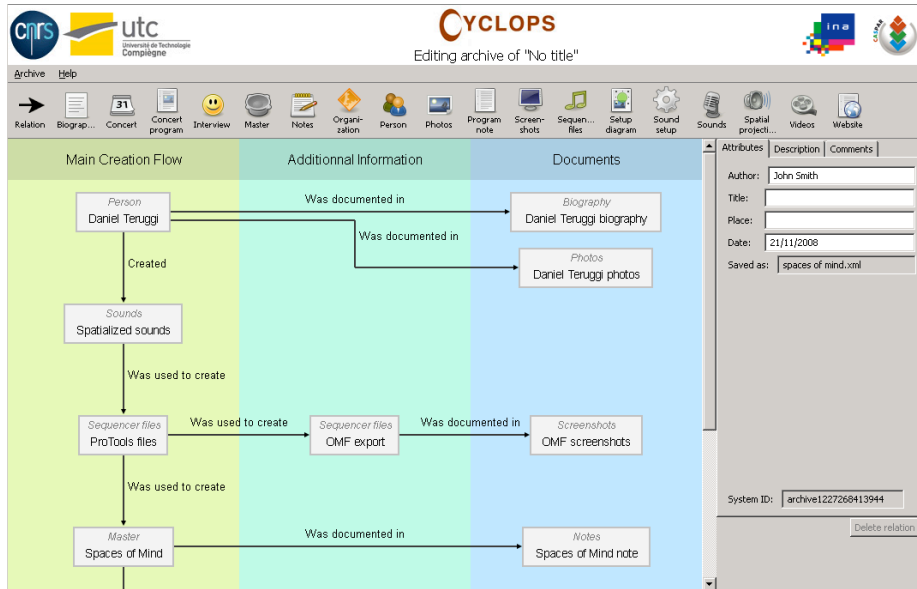 cnrs
utc
Université de Technologie
Compiègne
CYCLOPS
Editing archive of "No title"
ina
Archive Help
31
Relation Biograp... Concert Concert program Interview Master Notes Organi-zation Person Photos Program note Screen-shots Sequen... files Setup diagram Sound setup Sounds Spatial projecti... Videos Website
Main Creation Flow Additionnal Information Documents
Attributes Description Comments
Author: John Smith
Title:
Place:
Date: 21/11/2008
Saved as: spaces of mind.xml
Person
Daniel Teruggi
Was documented in
Biography
Daniel Teruggi biography
Was documented in
Photos
Daniel Teruggi photos
Created
Sounds
Spatialized sounds
Was used to create
Sequencer files
ProTools files
Was used to create
Sequencer files
OMF export
Was documented in
Screenshots
OMF screenshots
Was used to create
Master
Spaces of Mind
Was documented in
Notes
Spaces of Mind note
System ID: archive1227268413944
Delete relation